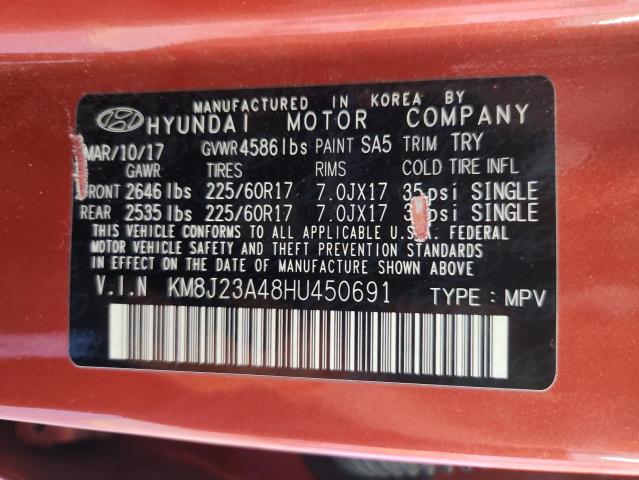 MANUFACTURED IN KOREA BY
HYUNDAI MOTOR COMPANY
MAR/10/17 GVWR 4586lbs PAINT SA5 TRIM TRY
GAWR TIRES RIMS COLD TIRE INFL
FRONT 2646 lbs 225/60R17 7.0JX17 35 psi SINGLE
REAR 2535 lbs 225/60R17 7.0JX17 psi SINGLE
THIS VEHICLE CONFORMS TO ALL APPLICABLE U.S.A. FEDERAL
MOTOR VEHICLE SAFETY AND THEFT PREVENTION STANDARDS
IN EFFECT ON THE DATE OF MANUFACTURE SHOWN ABOVE
V.I.N KM8J23A48HU450691 TYPE : MPV